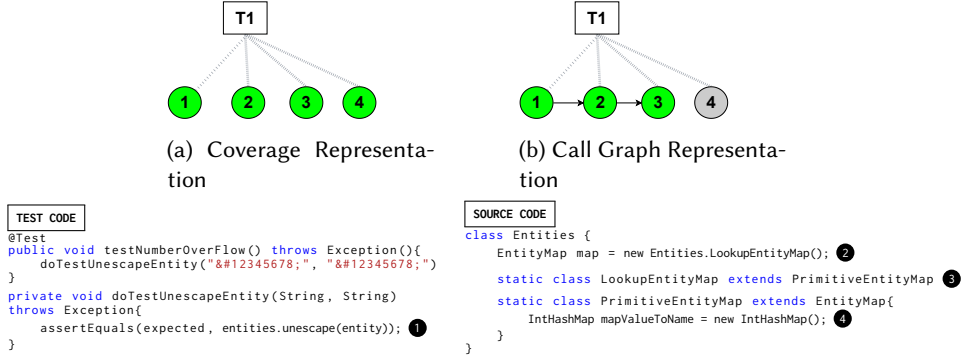 T1
1 2 3 4
(a) Coverage Representa-
tion
T1
1 2 3 4
(b) Call Graph Representa-
tion
TEST CODE
@Test
public void testNumberOverFlow() throws Exception(){
doTestUnescapeEntity("&#12345678;", "&#12345678;")
}
private void doTestUnescapeEntity(String, String)
throws Exception{
assertEquals(expected, entities.unescape(entity)); 1
}
SOURCE CODE
class Entities {
EntityMap map = new Entities.LookupEntityMap(); 2
static class LookupEntityMap extends PrimitiveEntityMap 3
static class PrimitiveEntityMap extends EntityMap{
IntHashMap mapValueToName = new IntHashMap(); 4
}
}